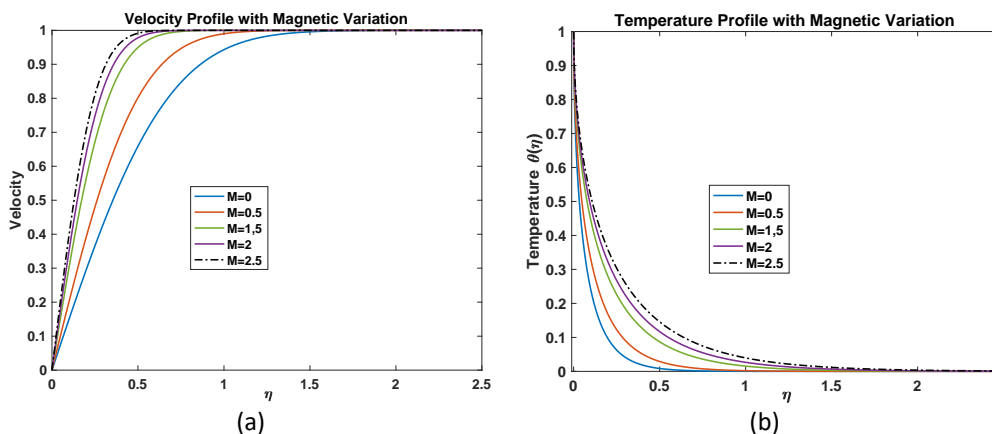 Velocity Profile with Magnetic Variation
1
0.9
0.8
0.7
0.6
0.5
0.4
0.3
0.2
0.1
0
Velocity
M=0
M=0.5
M=1,5
M=2
M=2.5
0 0.5 1 1.5 2 2.5
η
(a)
Temperature Profile with Magnetic Variation
1
0.9
0.8
0.7
0.6
0.5
0.4
0.3
0.2
0.1
0
Temperature θ(η)
M=0
M=0.5
M=1,5
M=2
M=2.5
0 0.5 1 1.5 2
η
(b)